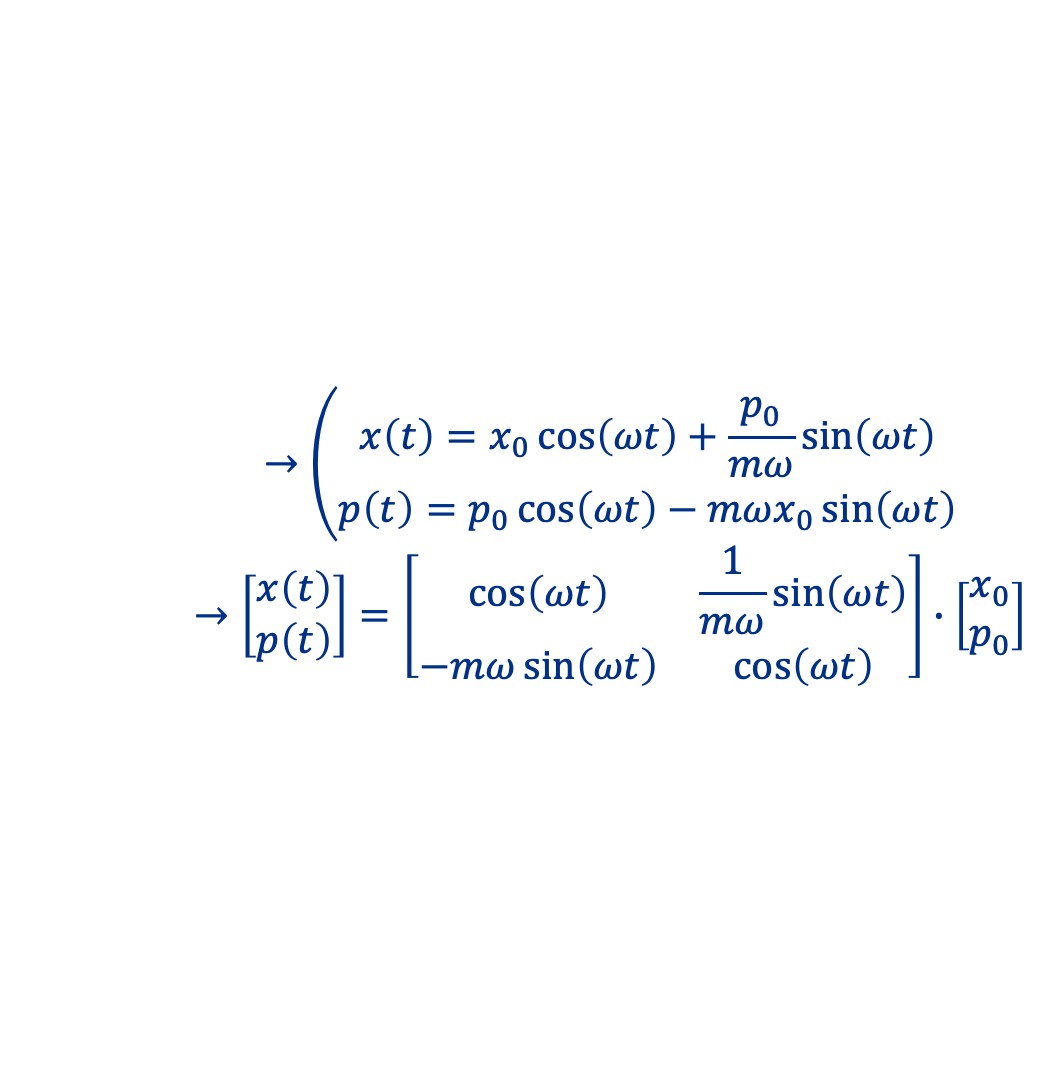 → ( x(t) = x₀ cos(ωt) + p₀/mω sin(ωt)
p(t) = p₀ cos(ωt) − mωx₀ sin(ωt)
→ [x(t) p(t)] = [cos(ωt) 1/mω sin(ωt) −mω sin(ωt) cos(ωt)] · [x₀ p₀]